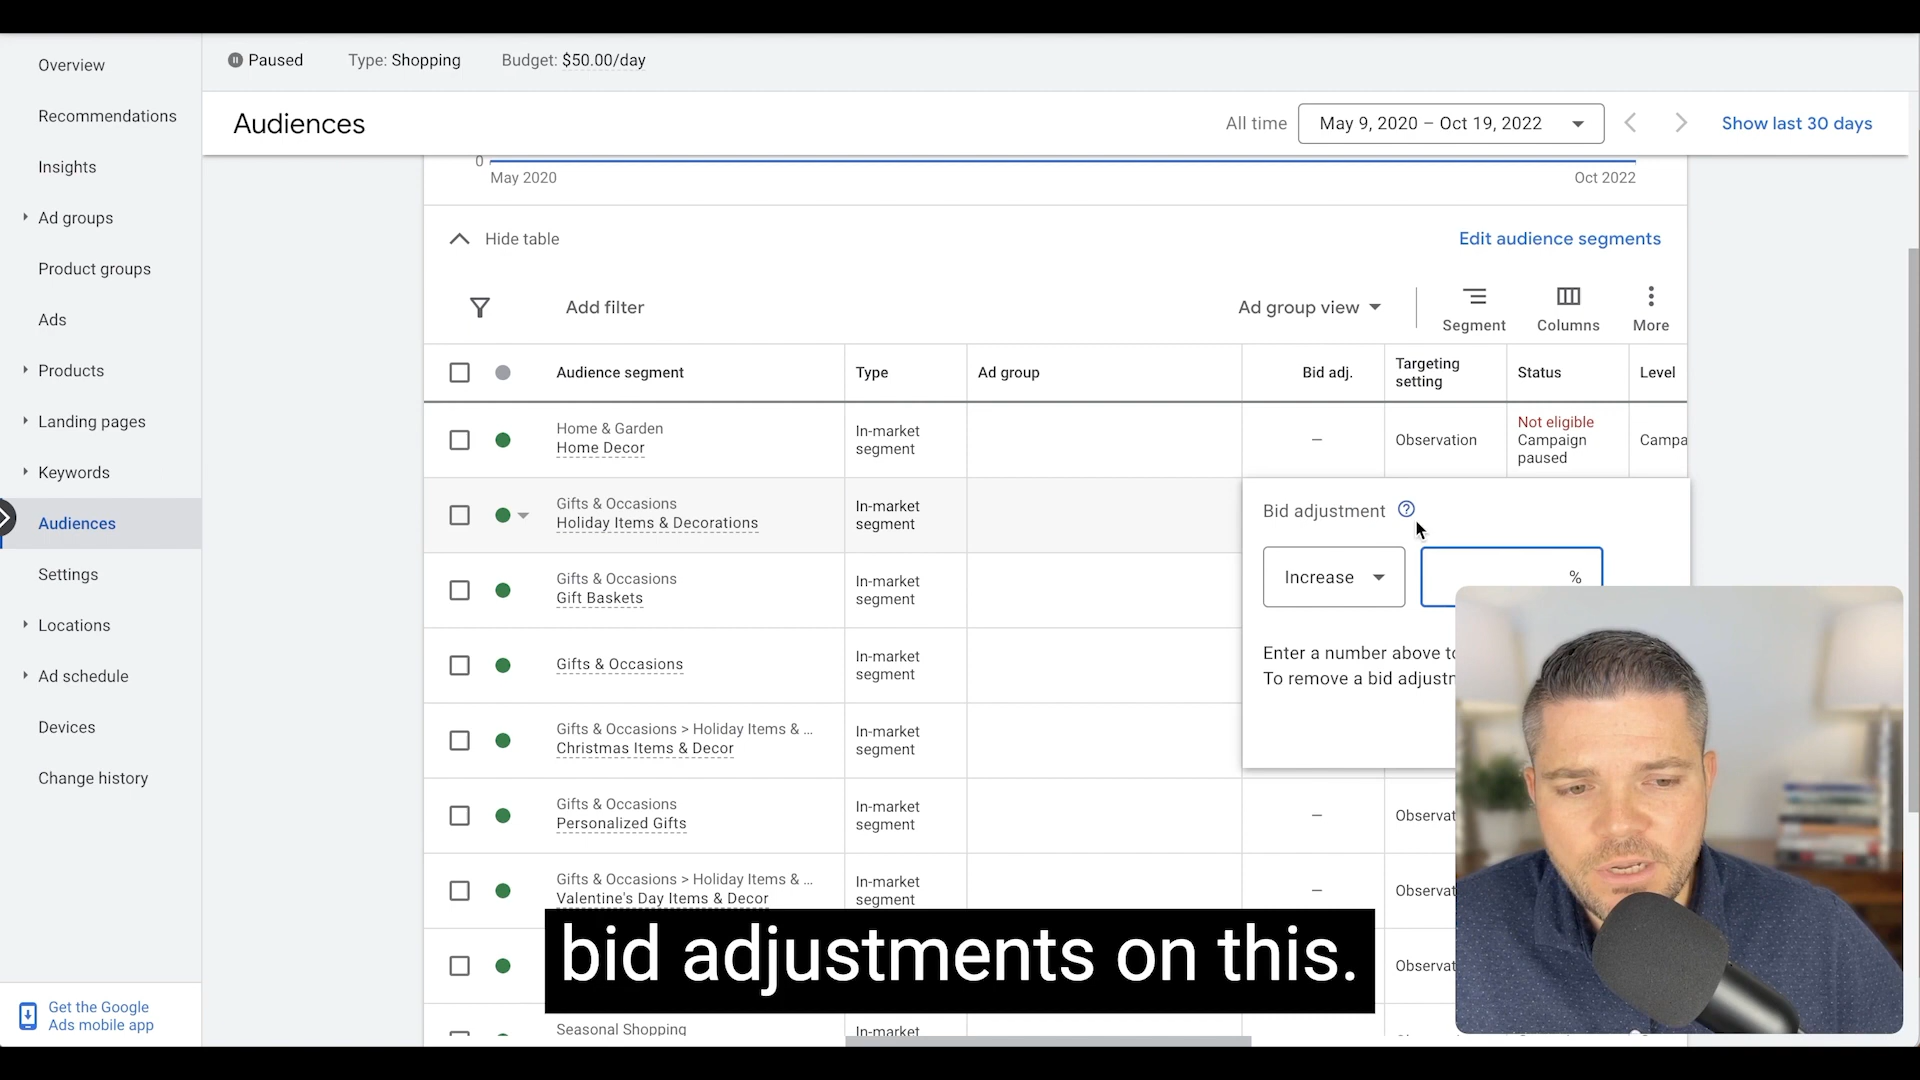 Overview
Recommendations
Insights
Ad groups
Product groups
Ads
Products
Landing pages
Keywords
Audiences
Settings
Locations
Ad schedule
Devices
Change history
Get the Google
Ads mobile app
Paused Type: Shopping Budget: $50.00/day
Audiences
All time May 9, 2020 – Oct 19, 2022 Show last 30 days
0
May 2020 Oct 2022
Hide table Edit audience segments
Add filter Ad group view Segment Columns More
Audience segment Type Ad group Bid adj. Targeting setting Status Level
Home & Garden
Home Decor
In-market
segment
–
Observation
Not eligible
Campaign
paused
Campa
Gifts & Occasions
Holiday Items & Decorations
In-market
segment
Bid adjustment
Increase %
Enter a number above to
To remove a bid adjustm
Gifts & Occasions
Gift Baskets
In-market
segment
Gifts & Occasions
In-market
segment
Gifts & Occasions > Holiday Items & ...
Christmas Items & Decor
In-market
segment
Gifts & Occasions
Personalized Gifts
In-market
segment
–
Observat
Gifts & Occasions > Holiday Items & ...
Valentine's Day Items & Decor
In-market
segment
–
Observat
Observat
Seasonal Shopping
In-market
bid adjustments on this.